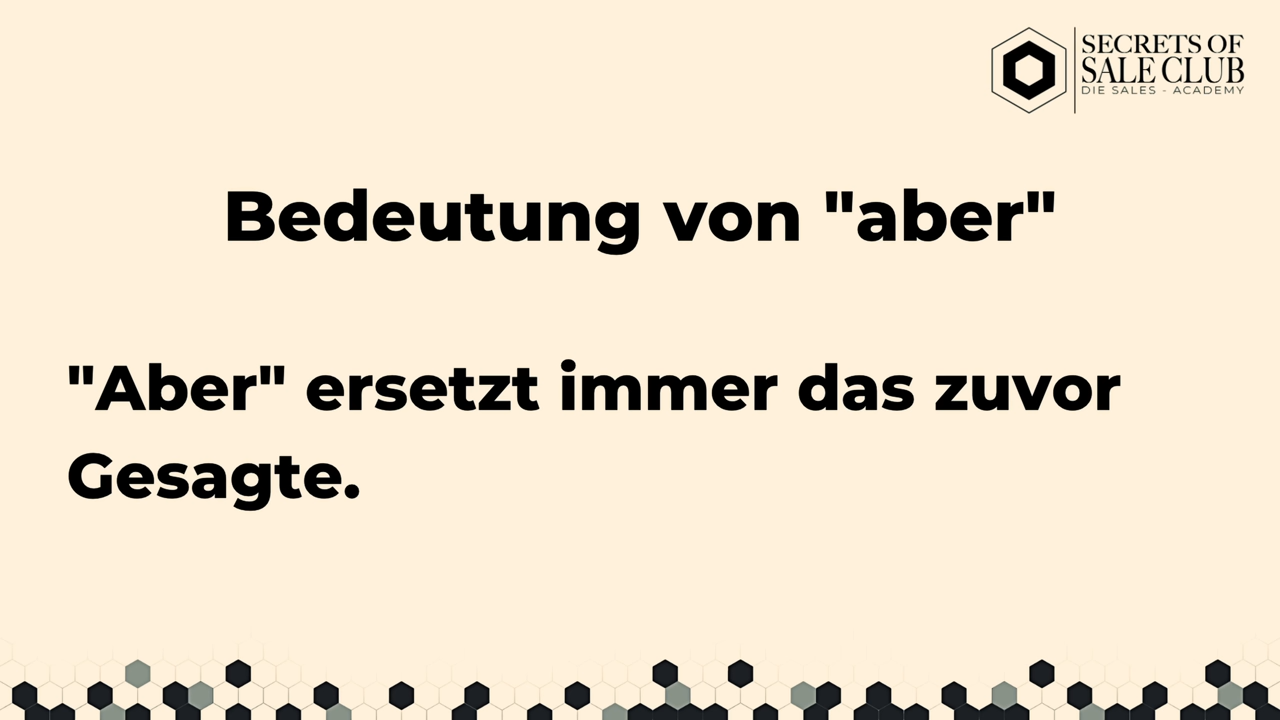 SECRETS OF
SALE CLUB
DIE SALES - ACADEMY
Bedeutung von "aber"
"Aber" ersetzt immer das zuvor
Gesagte.